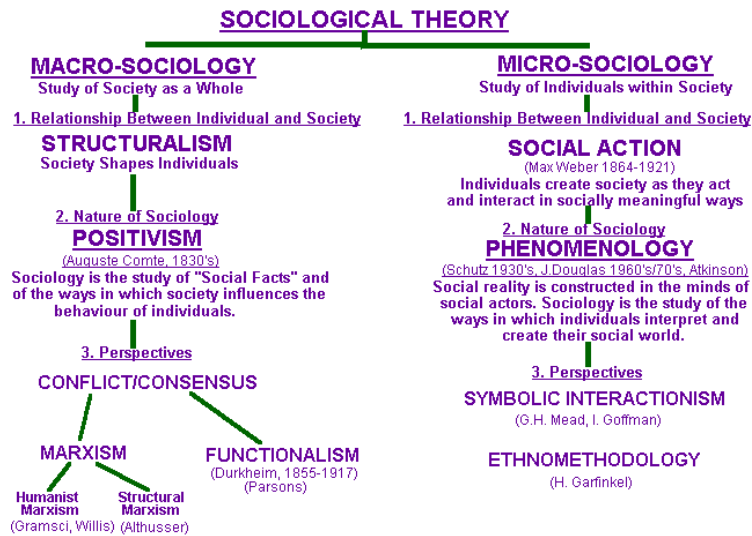 SOCIOLOGICAL THEORY
MACRO-SOCIOLOGY
Study of Society as a Whole
1. Relationship Between Individual and Society
STRUCTURALISM
Society Shapes Individuals
2. Nature of Sociology
POSITIVISM
(Auguste Comte, 1830's)
Sociology is the study of "Social Facts" and
of the ways in which society influences the
behaviour of individuals.
3. Perspectives
CONFLICT/CONSENSUS
MARXISM
Humanist
Marxism
(Gramsci, Willis)
Structural
Marxism
(Althusser)
FUNCTIONALISM
(Durkheim, 1855-1917)
(Parsons)
MICRO-SOCIOLOGY
Study of Individuals within Society
1. Relationship Between Individual and Society
SOCIAL ACTION
(Max Weber 1864-1921)
Individuals create society as they act
and interact in socially meaningful ways
2. Nature of Sociology
PHENOMENOLOGY
(Schutz 1930's, J.Douglas 1960's/70's, Atkinson)
Social reality is constructed in the minds of
social actors. Sociology is the study of the
ways in which individuals interpret and
create their social world.
3. Perspectives
SYMBOLIC INTERACTIONISM
(G.H. Mead, I. Goffman)
ETHNOMETHODOLOGY
(H. Garfinkel)